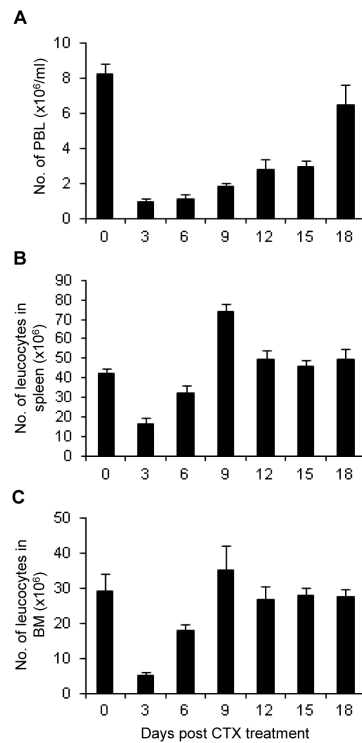 A
No. of PBL (x10⁶/ml)
10
8
6
4
2
0
0 3 6 9 12 15 18
B
No. of leucocytes in
spleen (x10⁶)
90
80
70
60
50
40
30
20
10
0
0 3 6 9 12 15 18
C
No. of leucocytes in
BM (x10⁶)
50
40
30
20
10
0
0 3 6 9 12 15 18
Days post CTX treatment